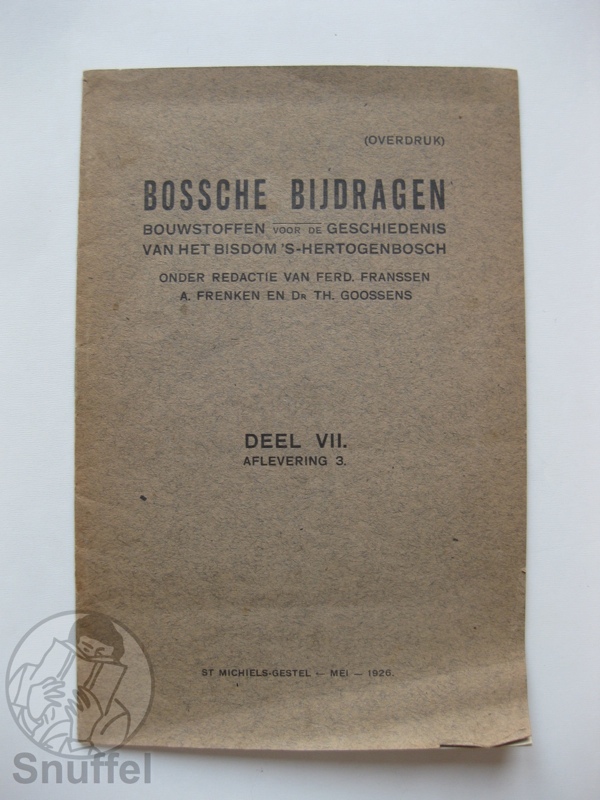 (OVERDRUK)
BOSSCHE BIJDRAGEN
BOUWSTOFFEN VOOR DE GESCHIEDENIS
VAN HET BISDOM 'S-HERTOGENBOSCH
ONDER REDACTIE VAN FERD. FRANSSEN
A. FRENKEN EN DR TH. GOOSSENS
DEEL VII.
AFLEVERING 3.
ST MICHIELS-GESTEL — MEI — 1926.
Snuffel